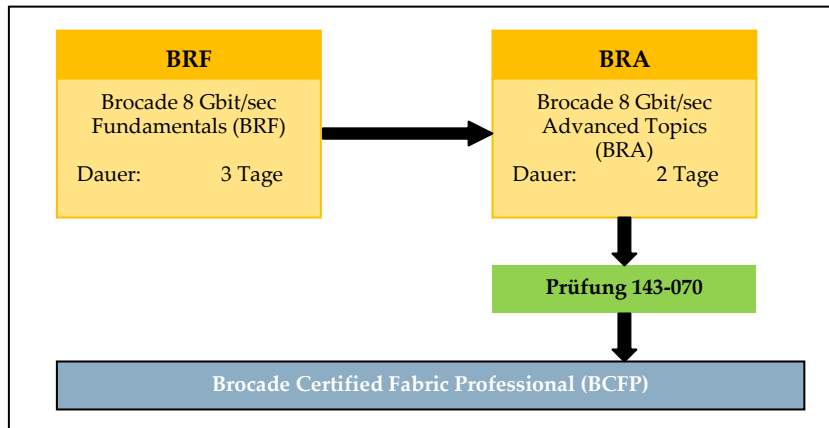 BRF
Brocade 8 Gbit/sec
Fundamentals (BRF)
Dauer: 3 Tage
BRA
Brocade 8 Gbit/sec
Advanced Topics
(BRA)
Dauer: 2 Tage
Prüfung 143-070
Brocade Certified Fabric Professional (BCFP)